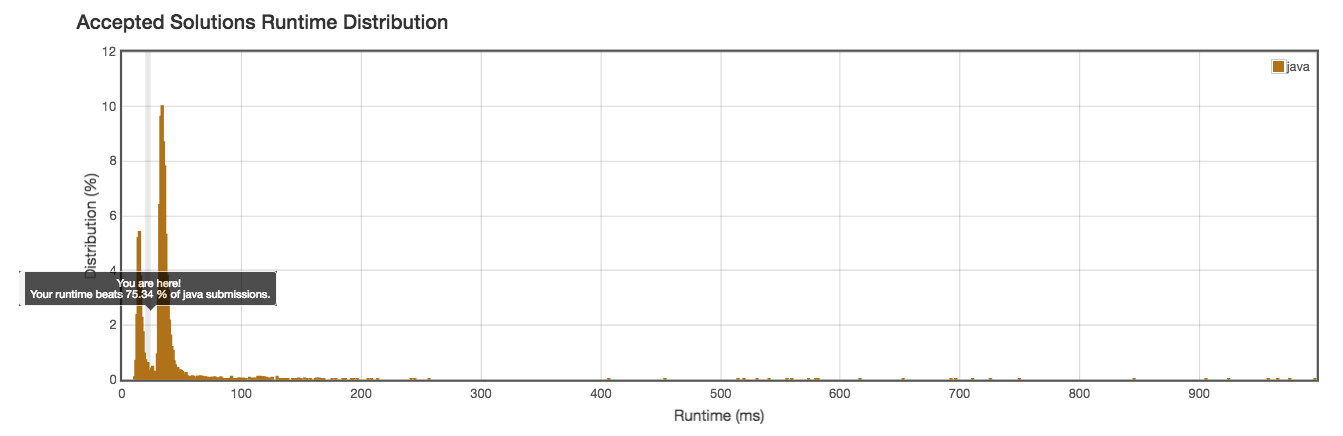 Accepted Solutions Runtime Distribution
12
java
10
8
6
4
2
0
Distribution (%)
You are here!
Your runtime beats 75.34 % of java submissions.
0 100 200 300 400 500 600 700 800 900
Runtime (ms)